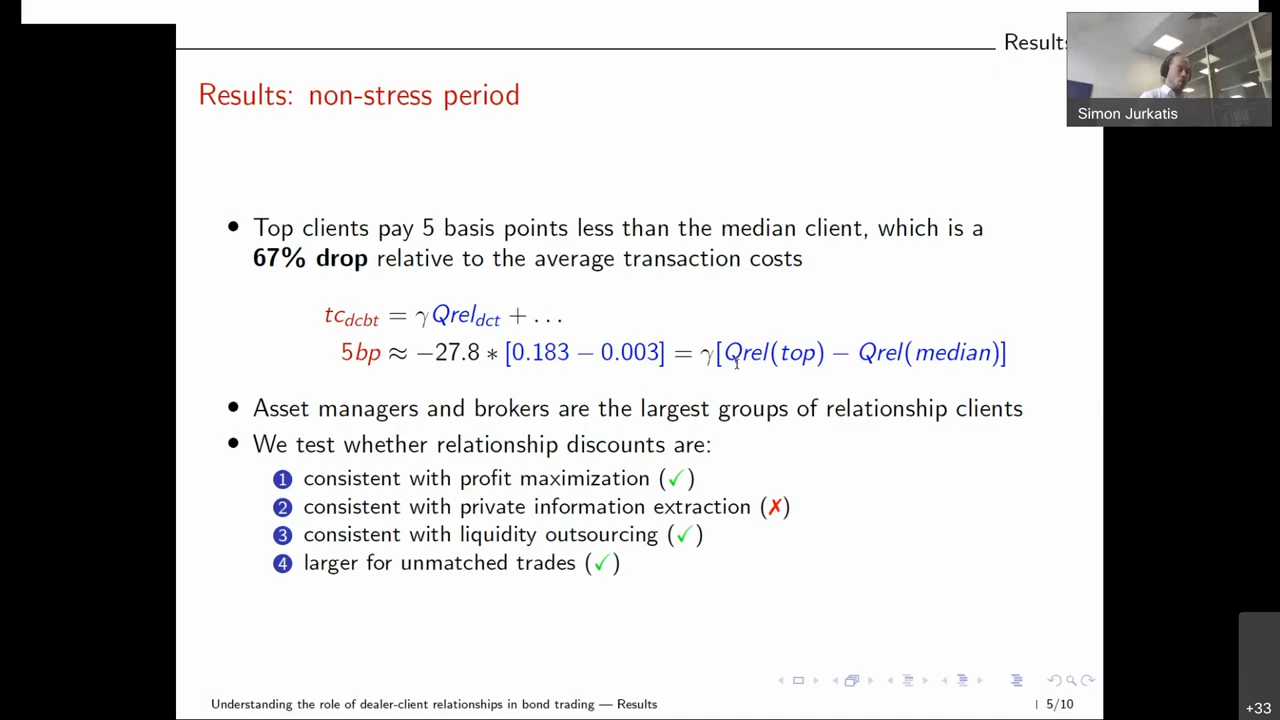 Results
Simon Jurkatis
Results: non-stress period
• Top clients pay 5 basis points less than the median client, which is a
67% drop relative to the average transaction costs
tc_dcbt = γQrel_dct + ...
5bp ≈ −27.8 * [0.183 − 0.003] = γ[Qrel(top) − Qrel(median)]
• Asset managers and brokers are the largest groups of relationship clients
• We test whether relationship discounts are:
1 consistent with profit maximization (✓)
2 consistent with private information extraction (✗)
3 consistent with liquidity outsourcing (✓)
4 larger for unmatched trades (✓)
Understanding the role of dealer-client relationships in bond trading — Results
5/10
+33